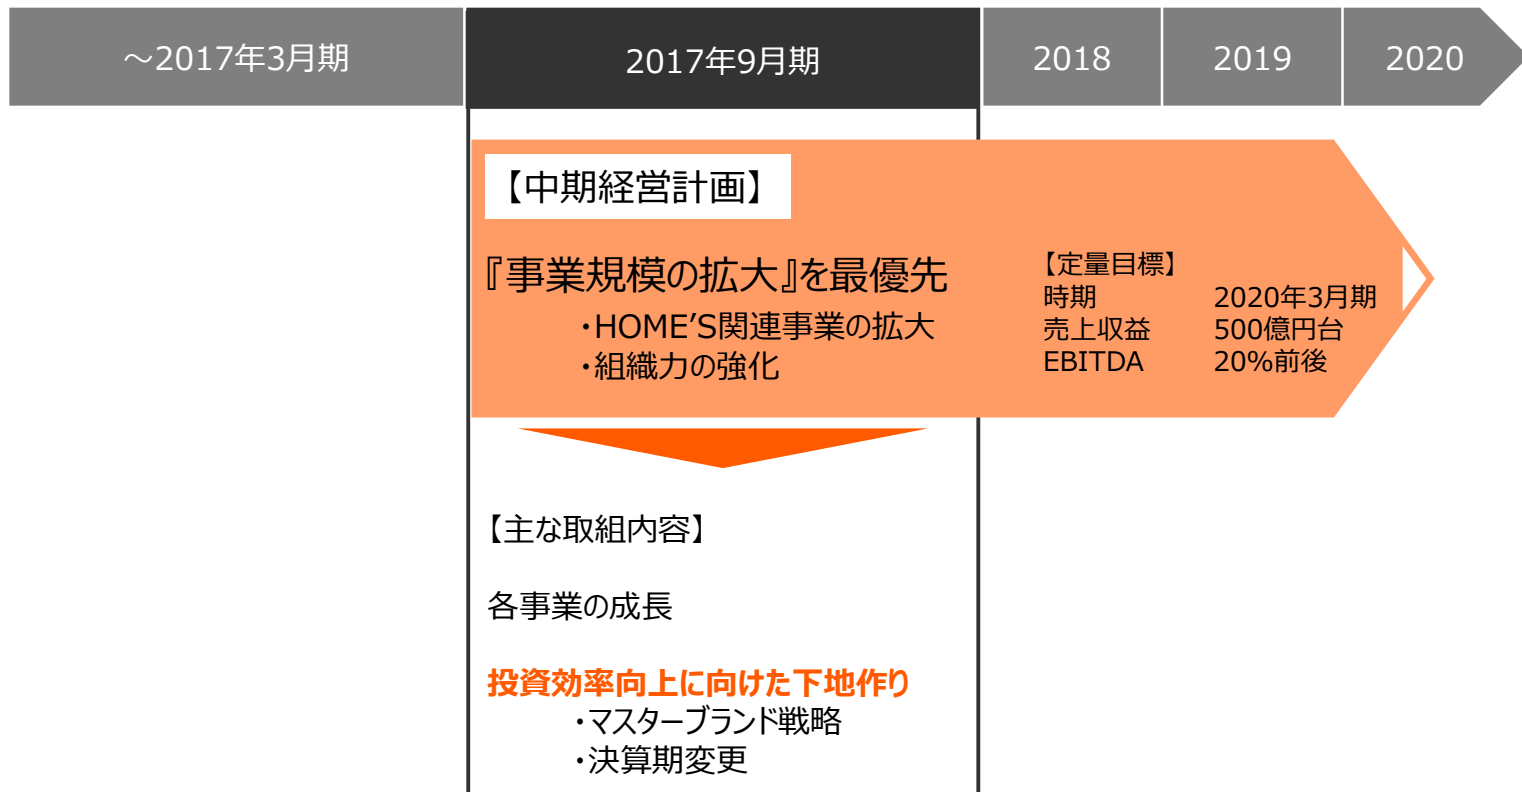 ～2017年3月期
2017年9月期
2018
2019
2020
【中期経営計画】
『事業規模の拡大』を最優先
・HOME’S関連事業の拡大
・組織力の強化
【定量目標】
時期 2020年3月期
売上収益 500億円台
EBITDA 20%前後
【主な取組内容】
各事業の成長
投資効率向上に向けた下地作り
・マスターブランド戦略
・決算期変更